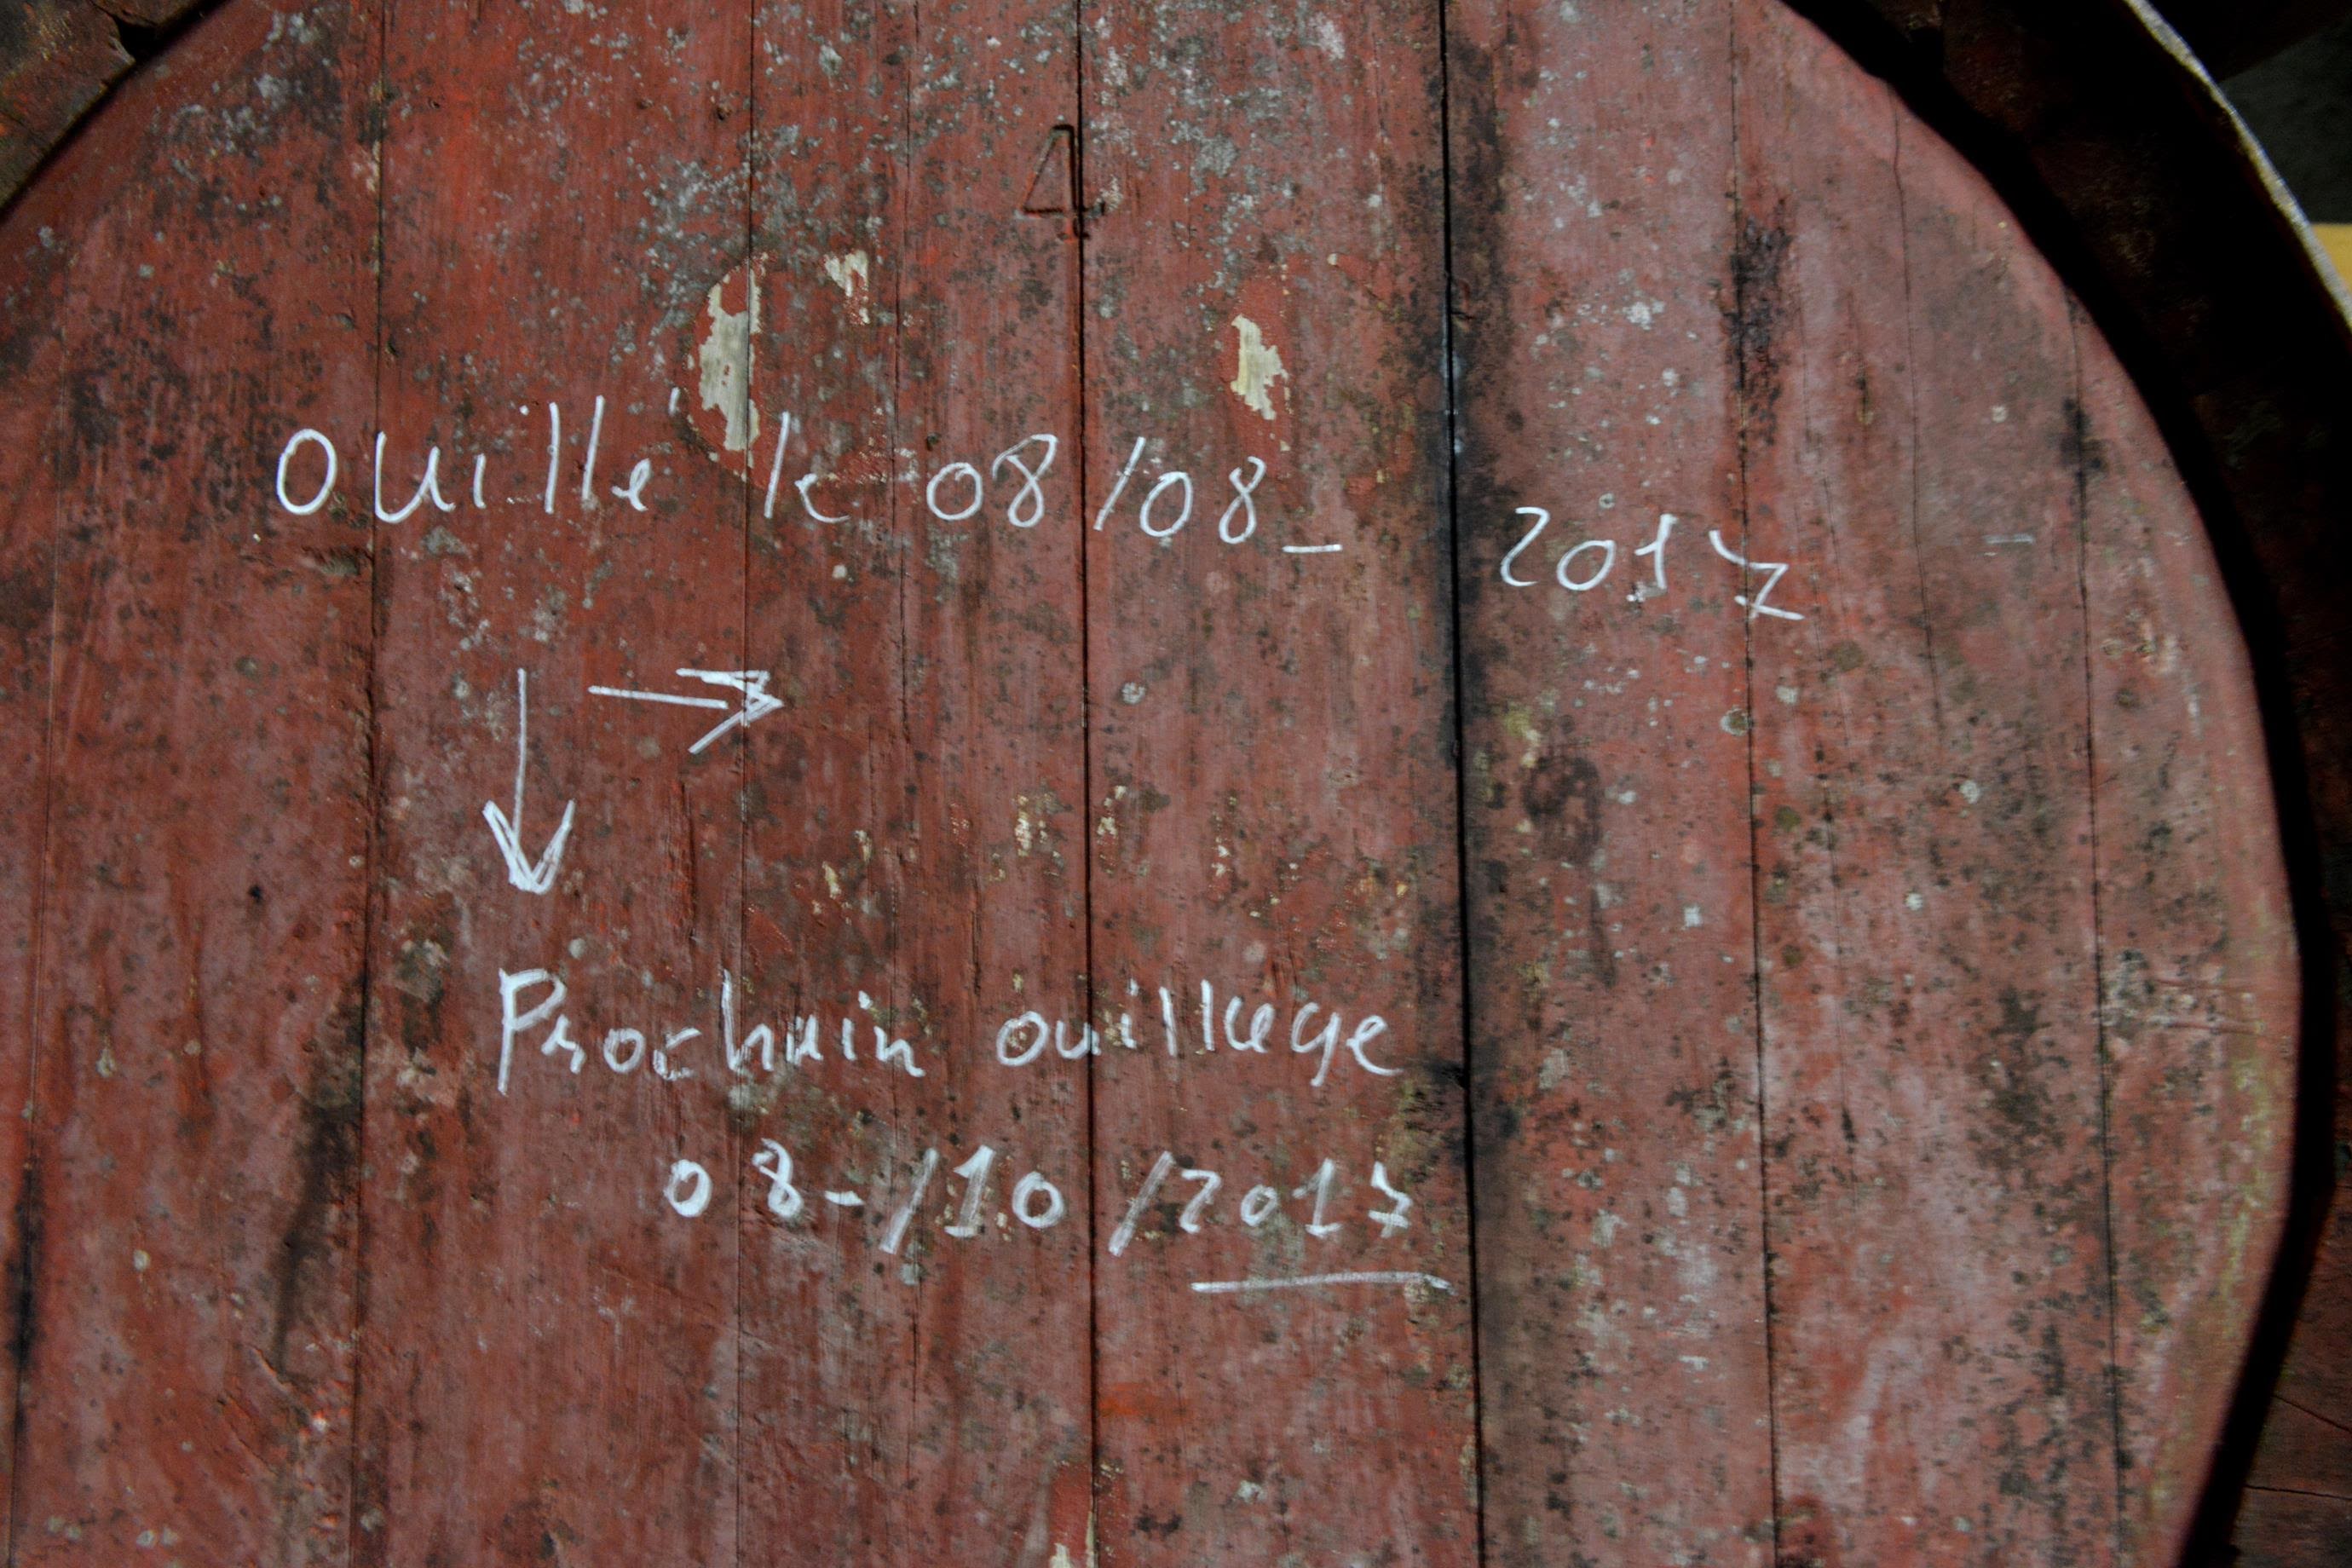 4
Ouillé le 08/08_ 2017
Prochain ouillage
08-/10/2017